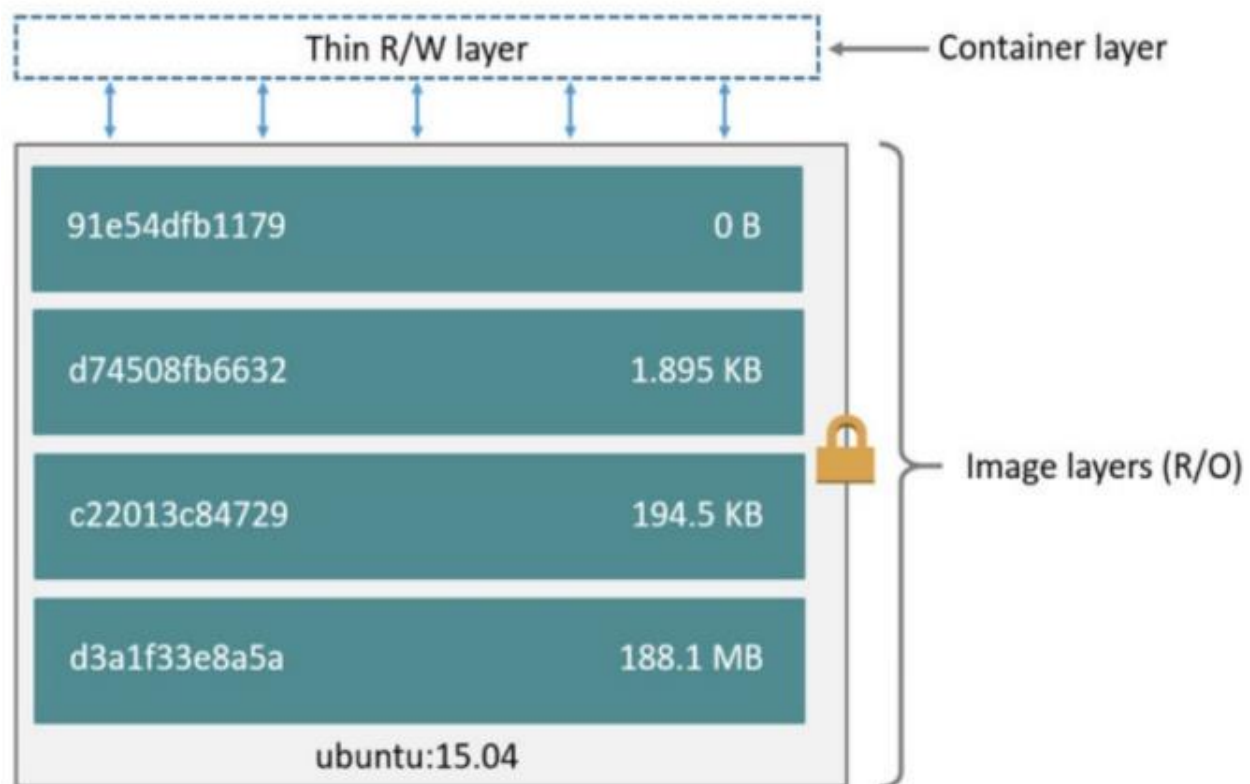 Thin R/W layer
Container layer
91e54dfb1179 0 B
d74508fb6632 1.895 KB
c22013c84729 194.5 KB
Image layers (R/O)
d3a1f33e8a5a 188.1 MB
ubuntu:15.04